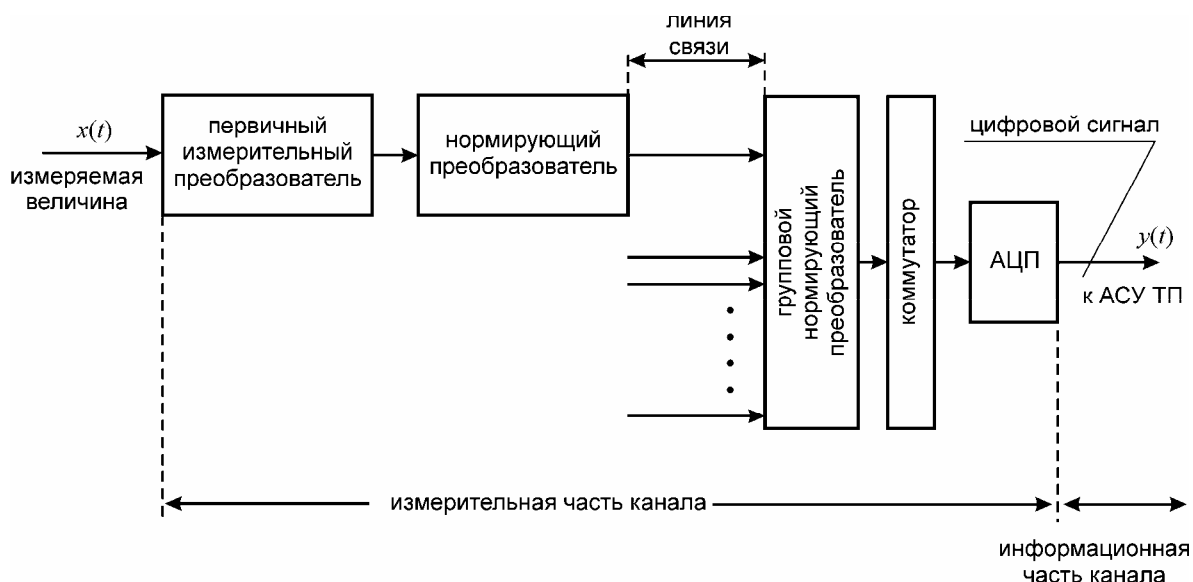 линия
связи
x(t)
измеряемая
величина
первичный
измерительный
преобразователь
нормирующий
преобразователь
групповой
нормирующий
преобразователь
коммутатор
АЦП
цифровой сигнал
y(t)
к АСУ ТП
измерительная часть канала
информационная
часть канала